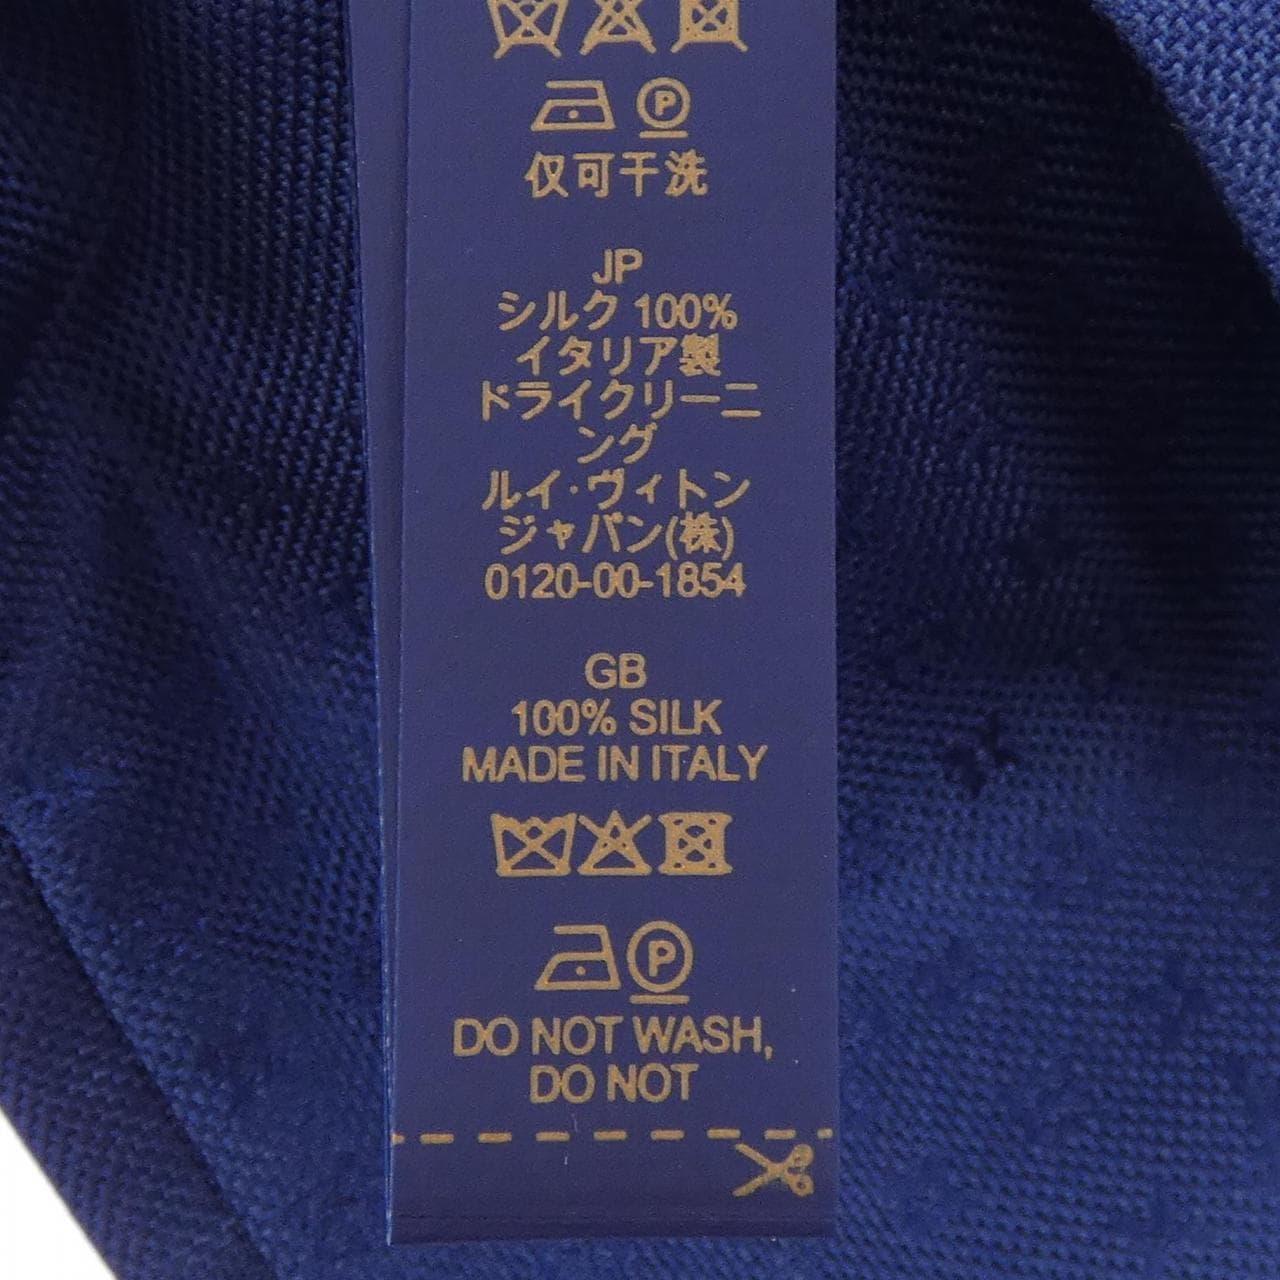 仅可干洗
JP
シルク 100%
イタリア製
ドライクリーニ
ング
ルイ・ヴィトン
ジャパン(株)
0120-00-1854
GB
100% SILK
MADE IN ITALY
P
DO NOT WASH,
DO NOT